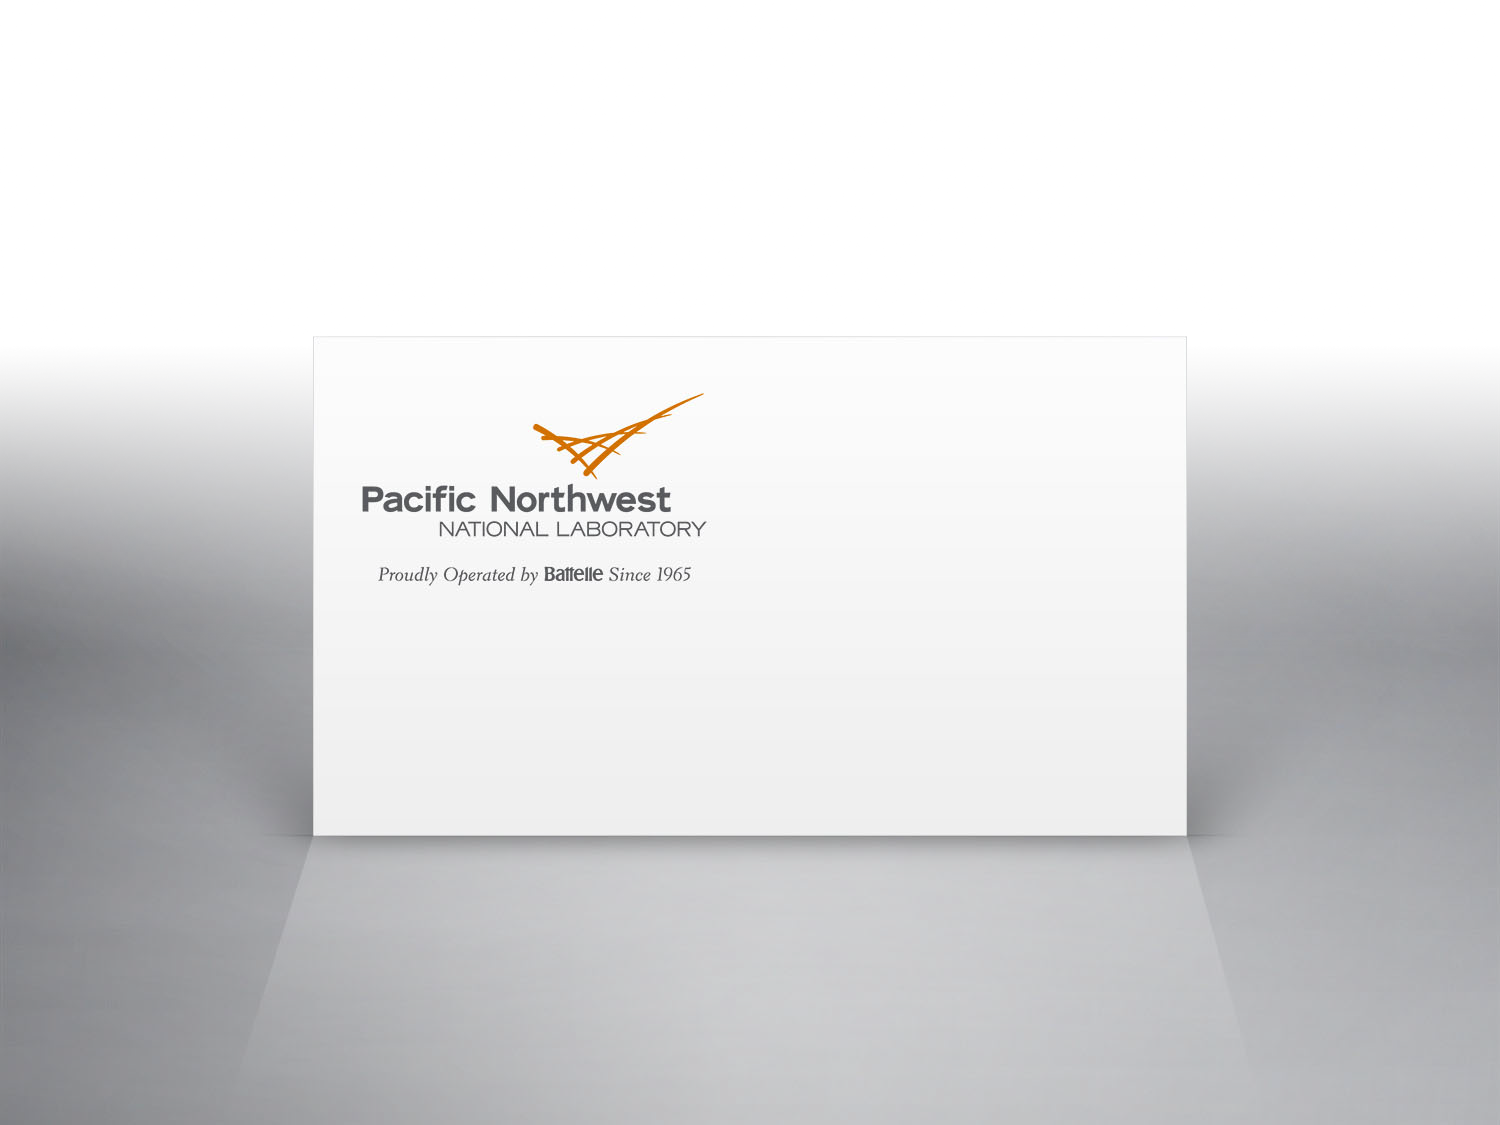 Pacific Northwest
NATIONAL LABORATORY
Proudly Operated by Battelle Since 1965